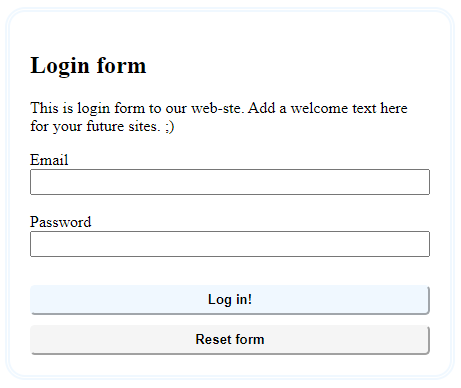 Login form
This is login form to our web-ste. Add a welcome text here
for your future sites. ;)
Email
Password
Log in!
Reset form